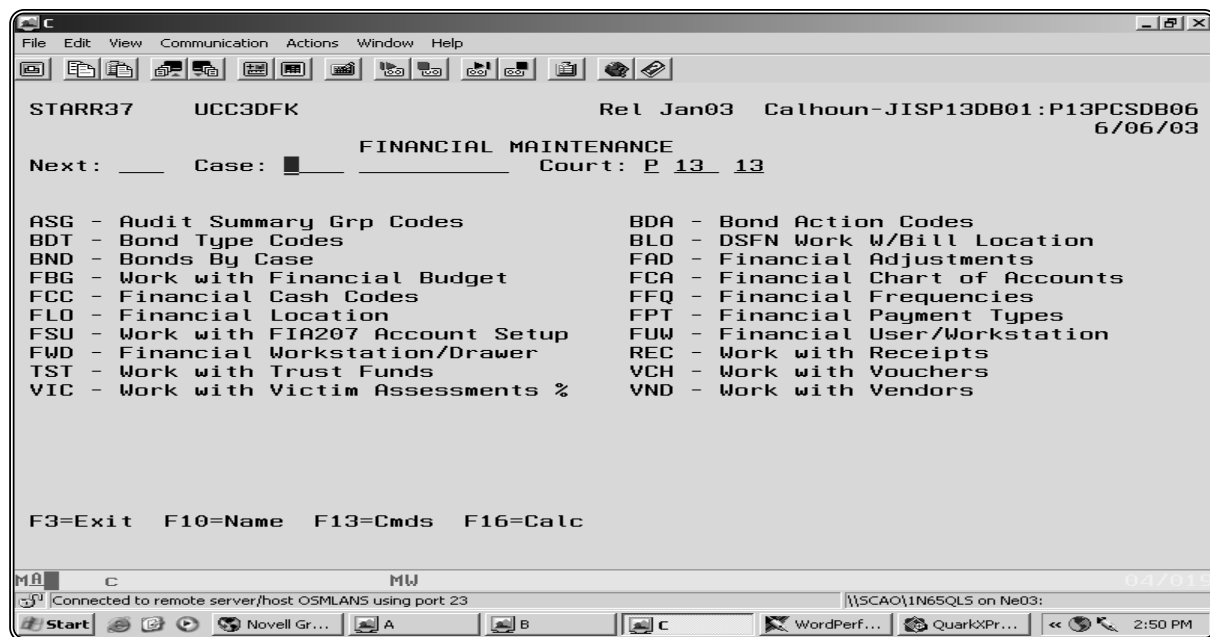 C
File Edit View Communication Actions Window Help
STARR37 UCC3DFK Rel Jan03 Calhoun-JISP13DB01:P13PCSDB06
6/06/03
FINANCIAL MAINTENANCE
Next: ___ Case: ___ __________ Court: P 13_ 13
ASG - Audit Summary Grp Codes BDA - Bond Action Codes
BDT - Bond Type Codes BLO - DSFN Work W/Bill Location
BND - Bonds By Case FAD - Financial Adjustments
FBG - Work with Financial Budget FCA - Financial Chart of Accounts
FCC - Financial Cash Codes FFQ - Financial Frequencies
FLO - Financial Location FPT - Financial Payment Types
FSU - Work with FIA207 Account Setup FUW - Financial User/Workstation
FWD - Financial Workstation/Drawer REC - Work with Receipts
TST - Work with Trust Funds VCH - Work with Vouchers
VIC - Work with Victim Assessments % VND - Work with Vendors
F3=Exit F10=Name F13=Cmds F16=Calc
MA C MW 04/019
Connected to remote server/host OSMLANS using port 23 \\SCAO\1N65QLS on Ne03:
Start Novell Gr... A B C WordPerf... QuarkXPr... « 2:50 PM